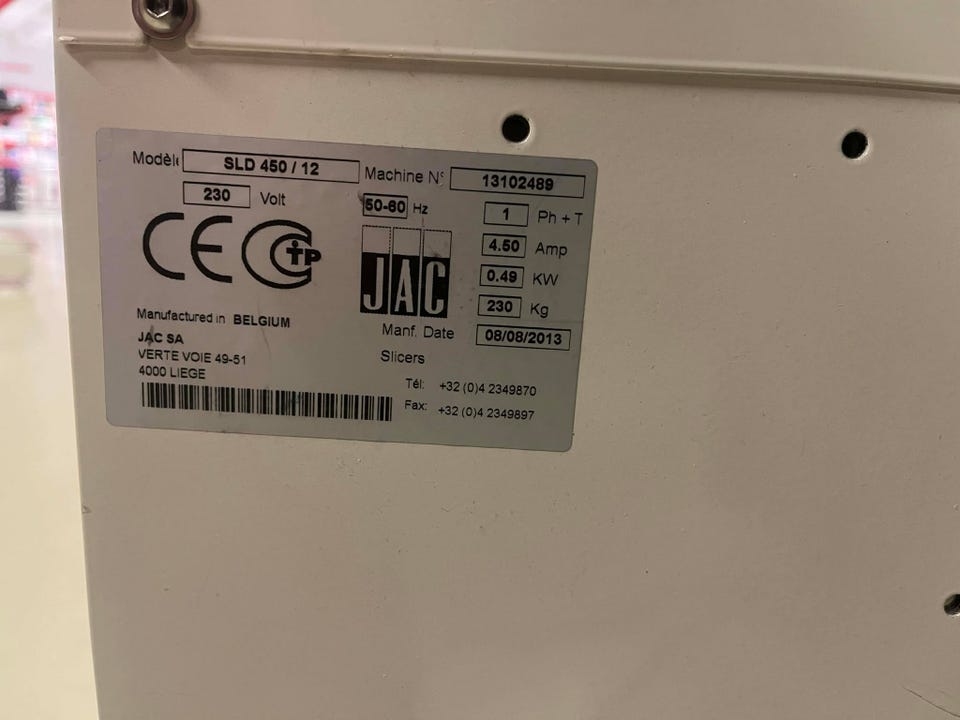 Modèle SLD 450 / 12 Machine N° 13102489
230 Volt 50-60 Hz 1 Ph + T
4.50 Amp
0.49 KW
230 Kg
CE
JAC
Manufactured in BELGIUM
Manf. Date 08/08/2013
JAC SA
VERTE VOIE 49-51
4000 LIEGE
Slicers
Tél: +32 (0)4 2349870
Fax: +32 (0)4 2349897